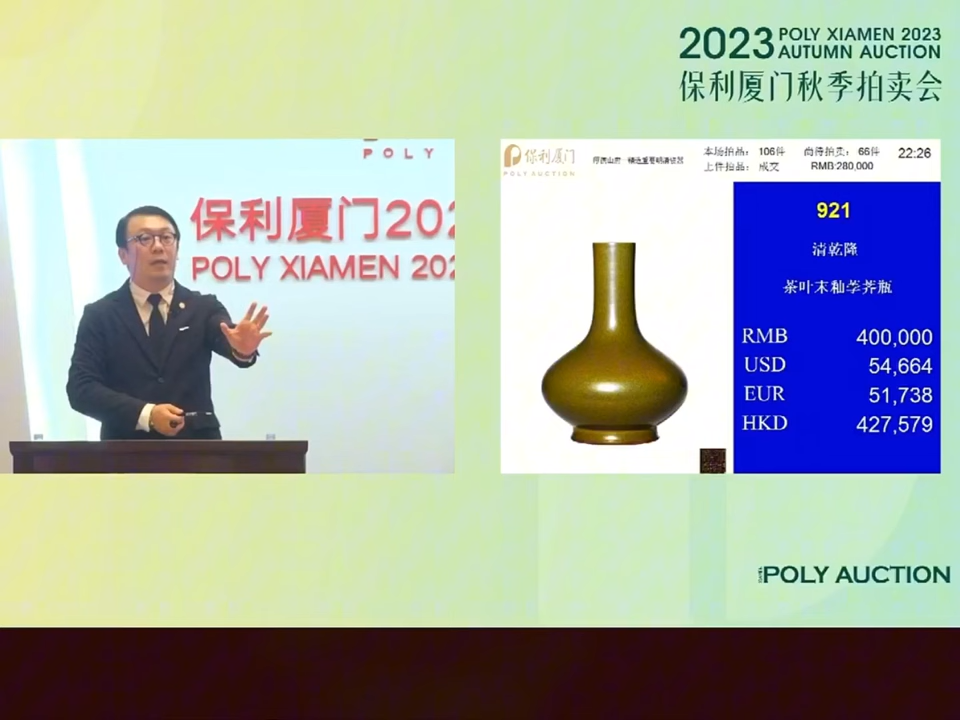 2023 POLY XIAMEN 2023
AUTUMN AUCTION
保利厦门秋季拍卖会
POLY
保利厦门202
POLY XIAMEN 202
保利厦门
POLY AUCTION
本场拍品: 106件
上件拍品: 成交
尚待拍卖: 66件
RMB 280,000
22:26
921
清乾隆
茶叶末釉荸荠瓶
RMB 400,000
USD 54,664
EUR 51,738
HKD 427,579
POLY AUCTION